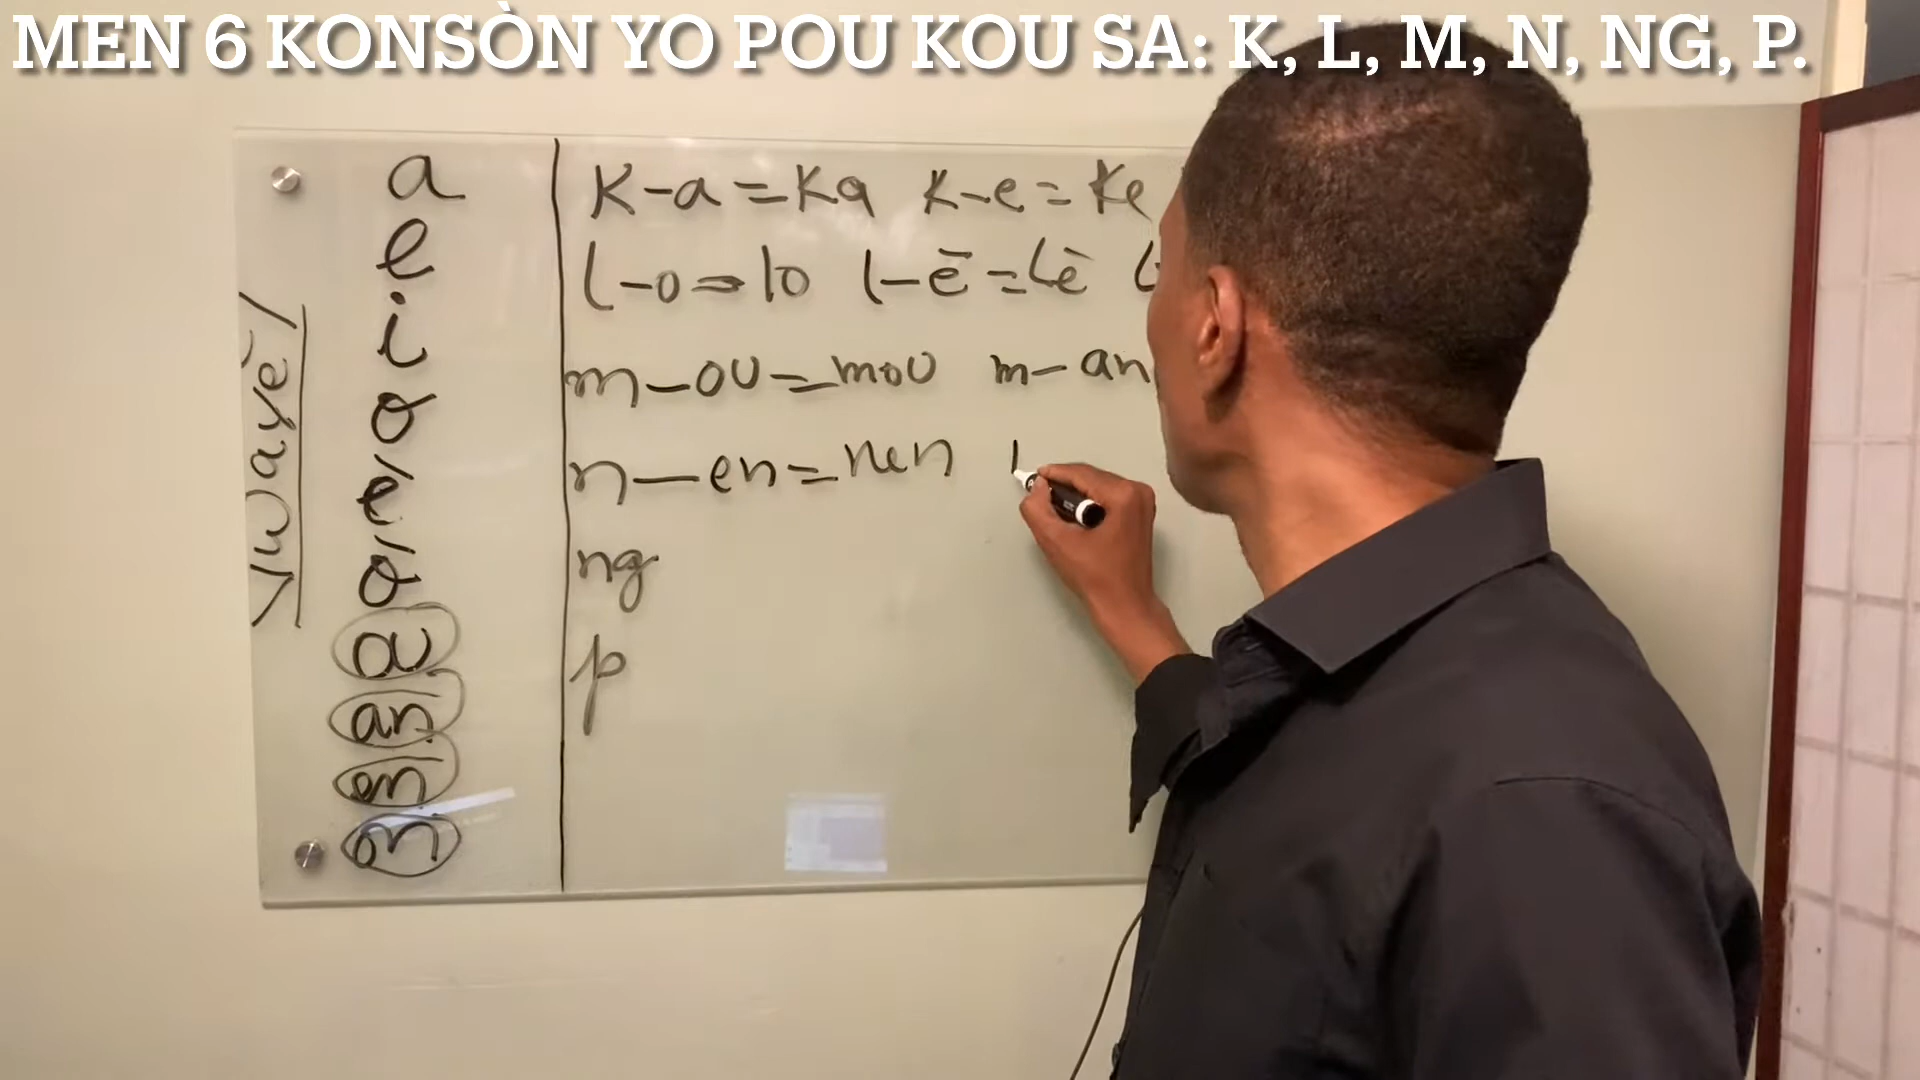 MEN 6 KONSÒN YO POU KOU SA: K, L, M, N, NG, P.
Vwayèl
a
e
i
o
è
ò
an
en
on
K-a=Ka K-e=Ke
l-o=lo l-è=lè l
m-ou=mou m-an
n-en=nen
ng
p